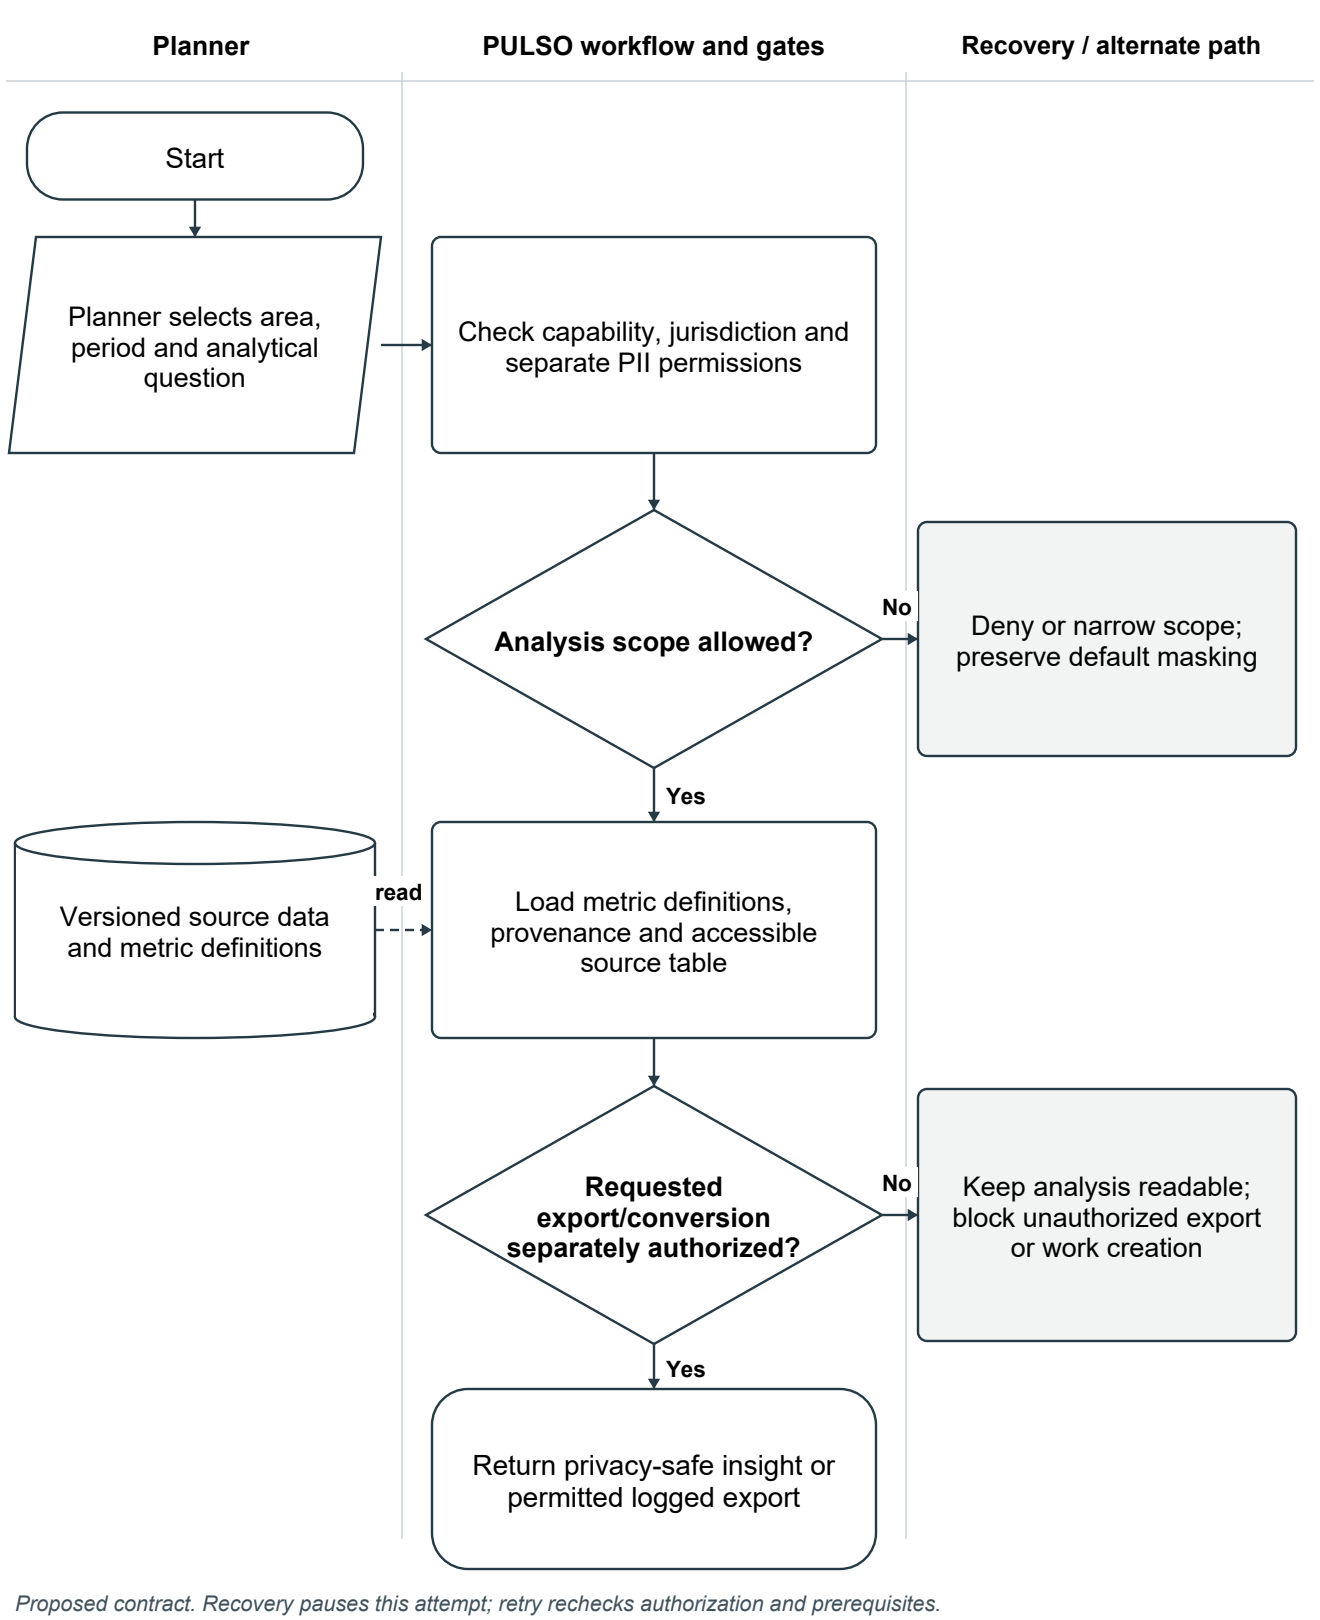 Planner
PULSO workflow and gates
Recovery / alternate path
Start
Planner selects area,
period and analytical
question
Check capability, jurisdiction and
separate PII permissions
Analysis scope allowed?
No
Deny or narrow scope;
preserve default masking
Yes
Versioned source data
and metric definitions
read
Load metric definitions,
provenance and accessible
source table
Requested
export/conversion
separately authorized?
No
Keep analysis readable;
block unauthorized export
or work creation
Yes
Return privacy-safe insight or
permitted logged export
Proposed contract. Recovery pauses this attempt; retry rechecks authorization and prerequisites.